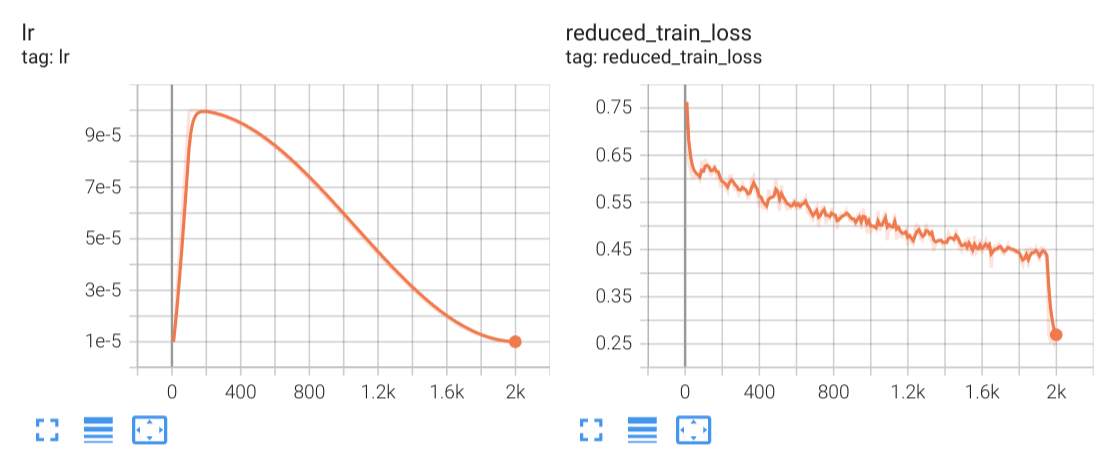 lr
tag: lr
9e-5
7e-5
5e-5
3e-5
1e-5
0 400 800 1.2k 1.6k 2k
reduced_train_loss
tag: reduced_train_loss
0.75
0.65
0.55
0.45
0.35
0.25
0 400 800 1.2k 1.6k 2k